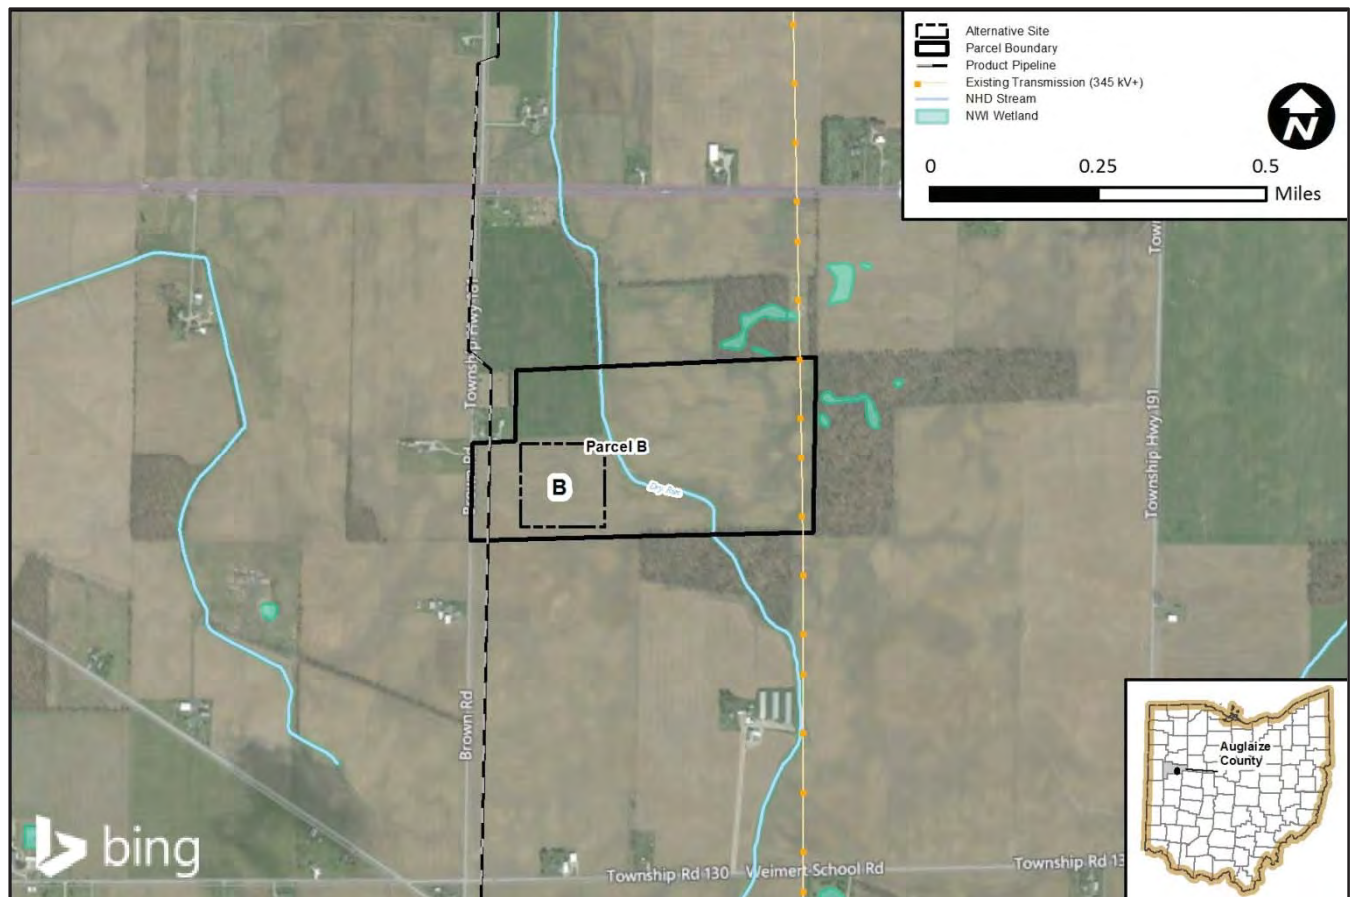 Alternative Site
Parcel Boundary
Product Pipeline
Existing Transmission (345 kV+)
NHD Stream
NWI Wetland
N
0 0.25 0.5
Miles
Township Hwy 181
Township Hwy 191
Parcel B
B
Brown Rd
Brown Rd
Auglaize
County
bing
Township Rd 130 Weimert School Rd
Township Rd 13